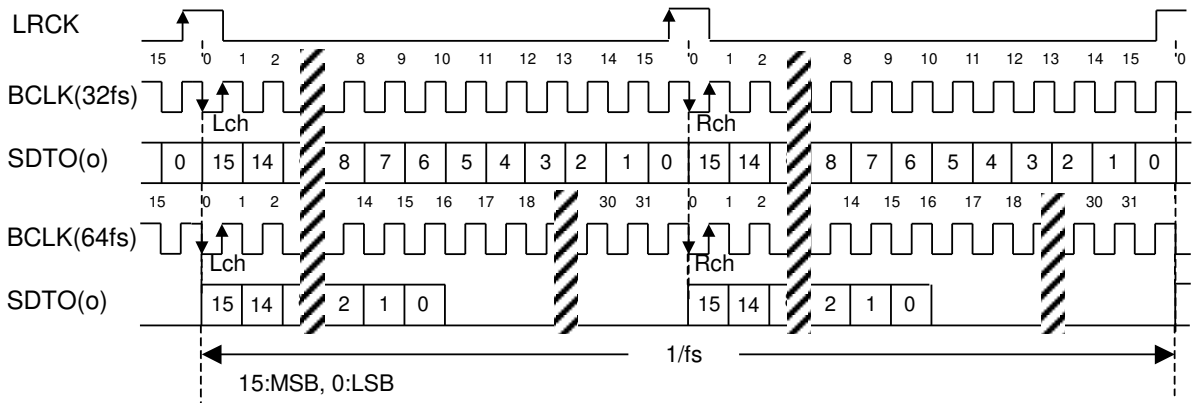 LRCK
15 0 1 2 8 9 10 11 12 13 14 15 0 1 2 8 9 10 11 12 13 14 15 0
BCLK(32fs)
Lch Rch
SDTO(o) 0 15 14 8 7 6 5 4 3 2 1 0 15 14 8 7 6 5 4 3 2 1 0
15 0 1 2 14 15 16 17 18 30 31 0 1 2 14 15 16 17 18 30 31
BCLK(64fs)
Lch Rch
SDTO(o) 15 14 2 1 0 15 14 2 1 0
1/fs
15:MSB, 0:LSB